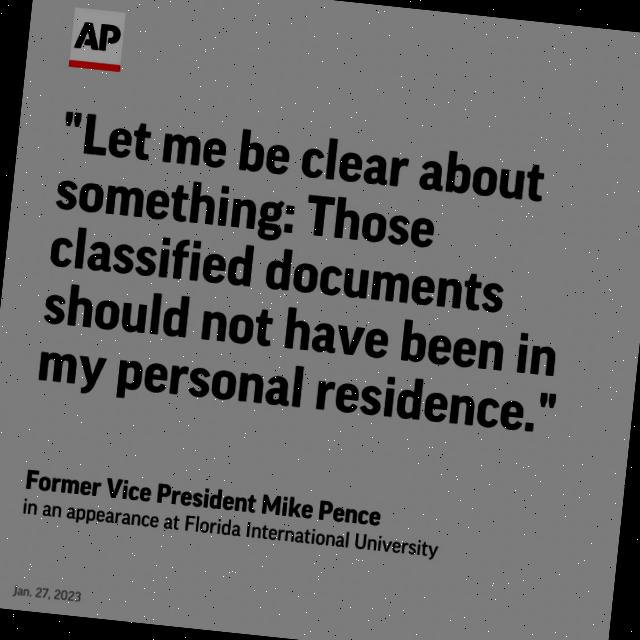 AP
"Let me be clear about
something: Those
classified documents
should not have been in
my personal residence."
Former Vice President Mike Pence
in an appearance at Florida International University
Jan. 27, 2023